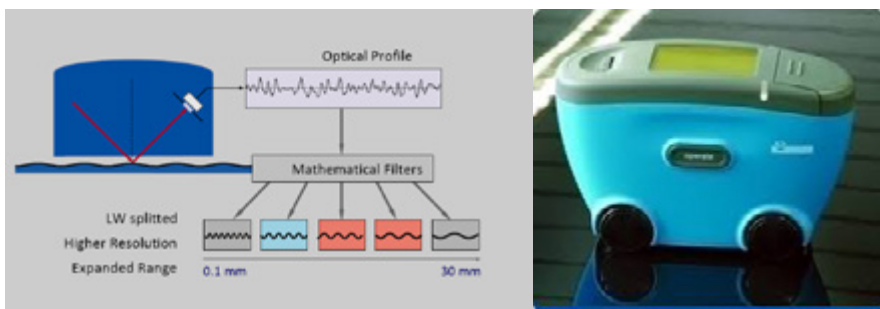 Optical Profile
Mathematical Filters
LW splitted
Higher Resolution
Expanded Range
0.1 mm
30 mm